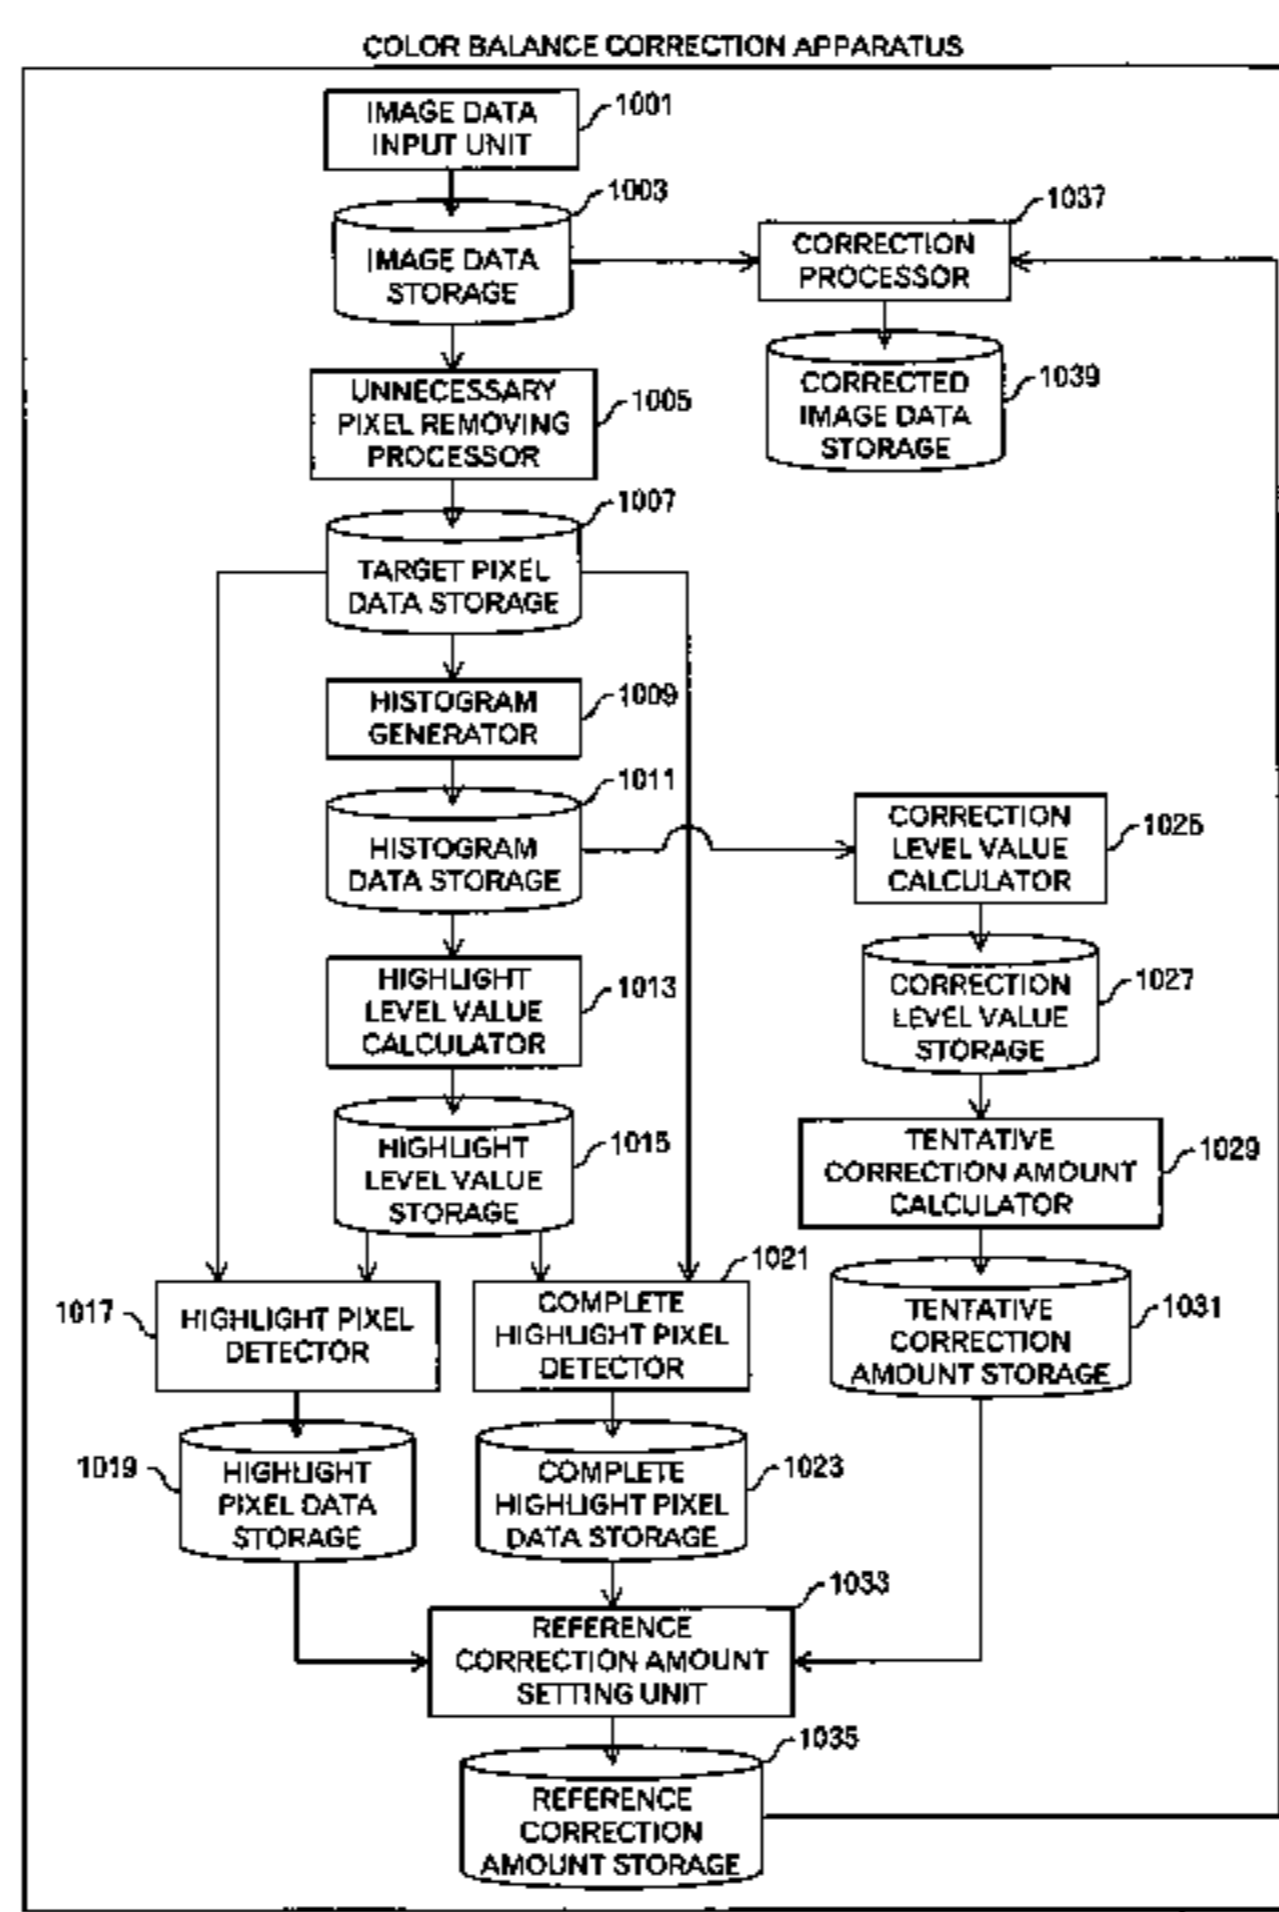 COLOR BALANCE CORRECTION APPARATUS
IMAGE DATA
INPUT UNIT
1001
1003
IMAGE DATA
STORAGE
1037
CORRECTION
PROCESSOR
UNNECESSARY
PIXEL REMOVING
PROCESSOR
1005
CORRECTED
IMAGE DATA
STORAGE
1039
1007
TARGET PIXEL
DATA STORAGE
HISTOGRAM
GENERATOR
1009
1011
HISTOGRAM
DATA STORAGE
CORRECTION
LEVEL VALUE
CALCULATOR
1025
HIGHLIGHT
LEVEL VALUE
CALCULATOR
1013
CORRECTION
LEVEL VALUE
STORAGE
1027
HIGHLIGHT
LEVEL VALUE
STORAGE
1015
TENTATIVE
CORRECTION AMOUNT
CALCULATOR
1029
1017
HIGHLIGHT PIXEL
DETECTOR
1021
COMPLETE
HIGHLIGHT PIXEL
DETECTOR
TENTATIVE
CORRECTION
AMOUNT STORAGE
1031
1019
HIGHLIGHT
PIXEL DATA
STORAGE
COMPLETE
HIGHLIGHT PIXEL
DATA STORAGE
1023
1033
REFERENCE
CORRECTION AMOUNT
SETTING UNIT
1035
REFERENCE
CORRECTION
AMOUNT STORAGE